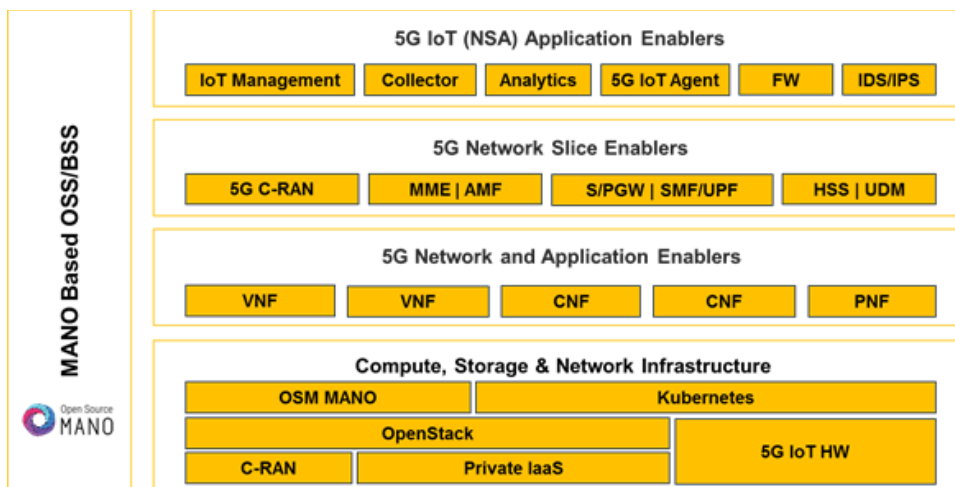 MANO Based OSS/BSS
Open Source
MANO
5G IoT (NSA) Application Enablers
IoT Management Collector Analytics 5G IoT Agent FW IDS/IPS
5G Network Slice Enablers
5G C-RAN MME | AMF S/PGW | SMF/UPF HSS | UDM
5G Network and Application Enablers
VNF VNF CNF CNF PNF
Compute, Storage & Network Infrastructure
OSM MANO Kubernetes
OpenStack
5G IoT HW
C-RAN Private IaaS